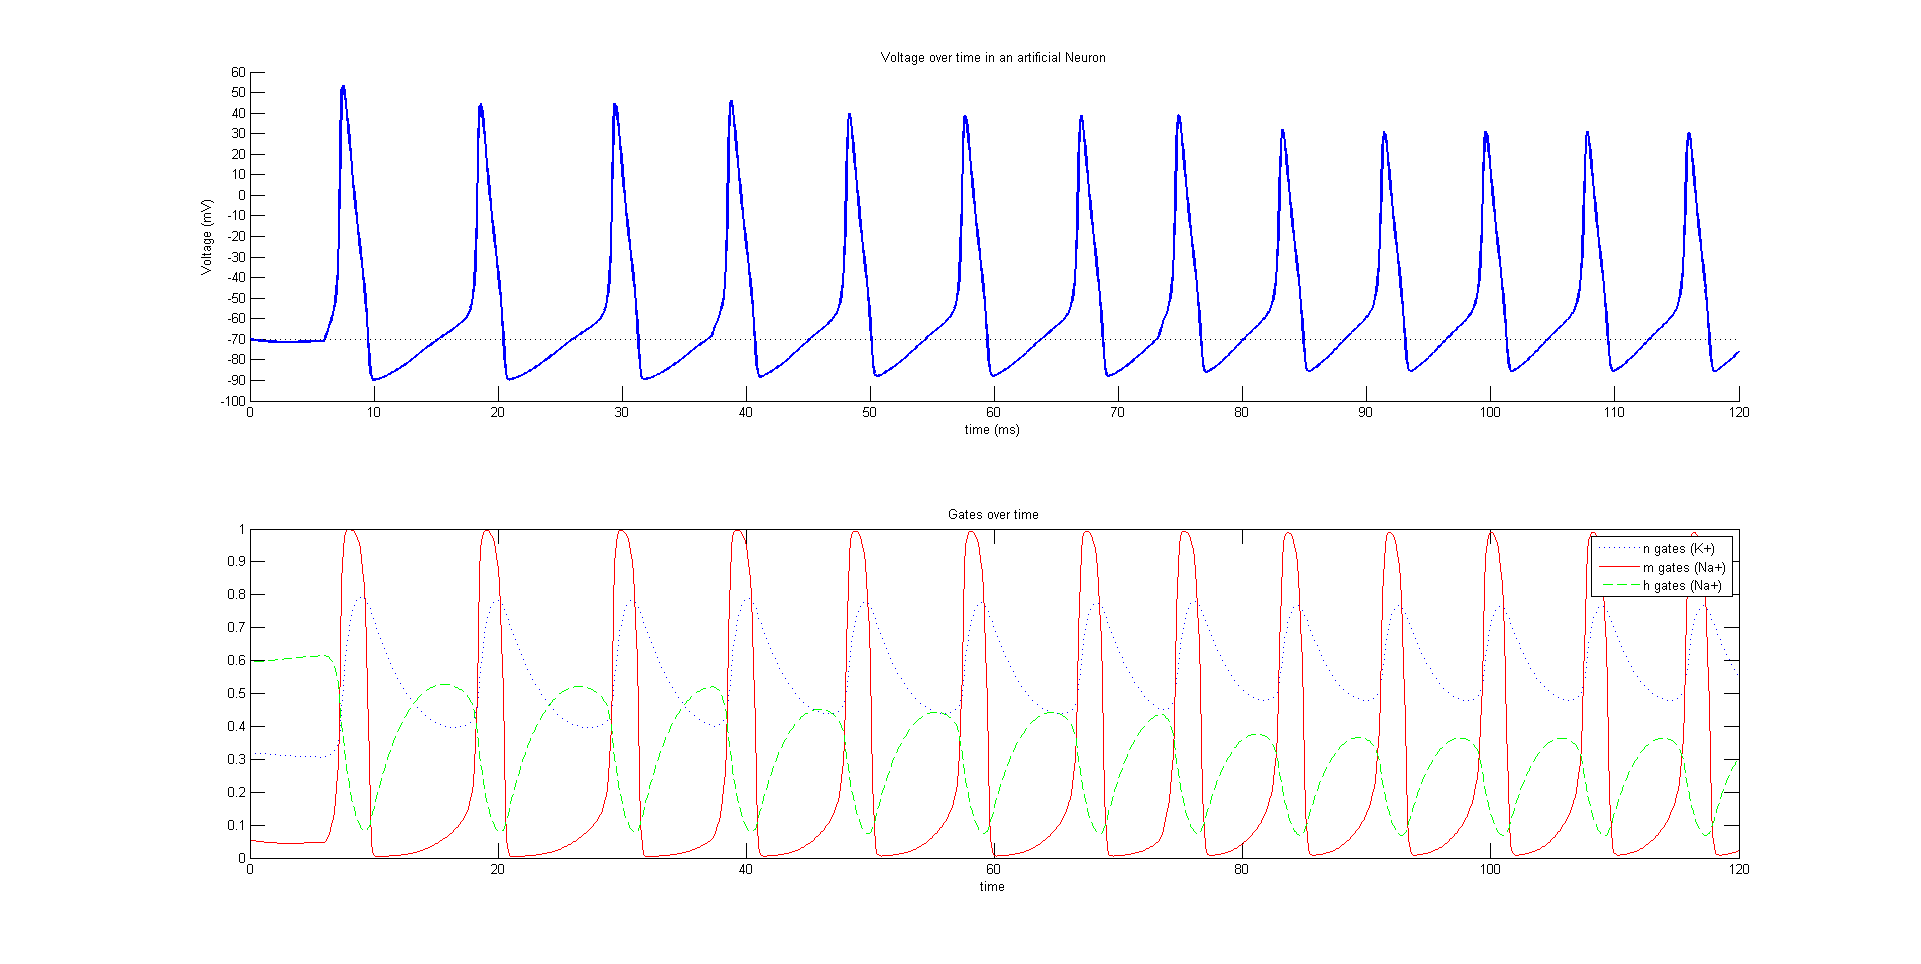 Voltage over time in an artificial Neuron
60
50
40
30
20
10
0
-10
-20
-30
-40
-50
-60
-70
-80
-90
-100
Voltage (mV)
0 10 20 30 40 50 60 70 80 90 100 110 120
time (ms)
Gates over time
1
0.9
0.8
0.7
0.6
0.5
0.4
0.3
0.2
0.1
0
n gates (K+)
m gates (Na+)
h gates (Na+)
0 20 40 60 80 100 120
time